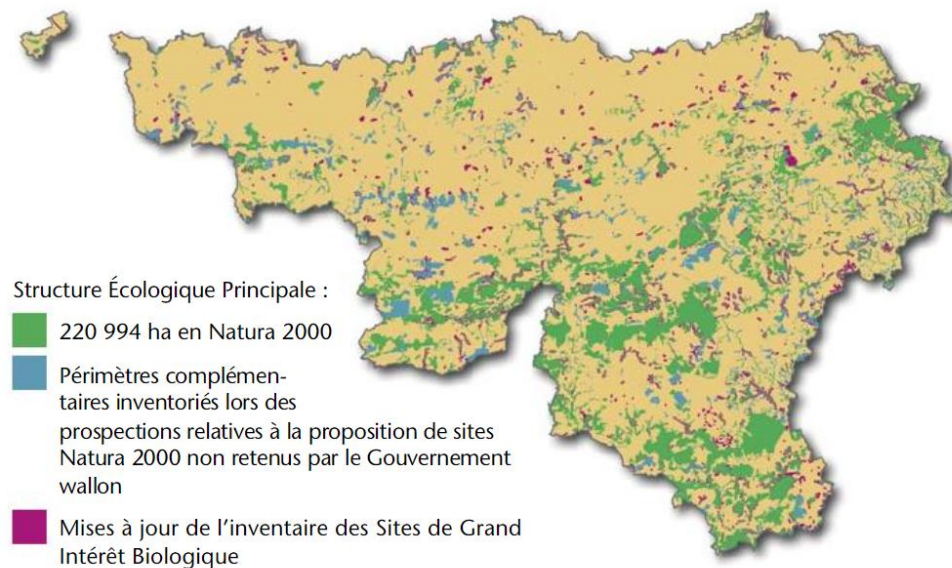 Structure Écologique Principale :
220 994 ha en Natura 2000
Périmètres complémen-
taires inventoriés lors des
prospections relatives à la proposition de sites
Natura 2000 non retenus par le Gouvernement
wallon
Mises à jour de l'inventaire des Sites de Grand
Intérêt Biologique